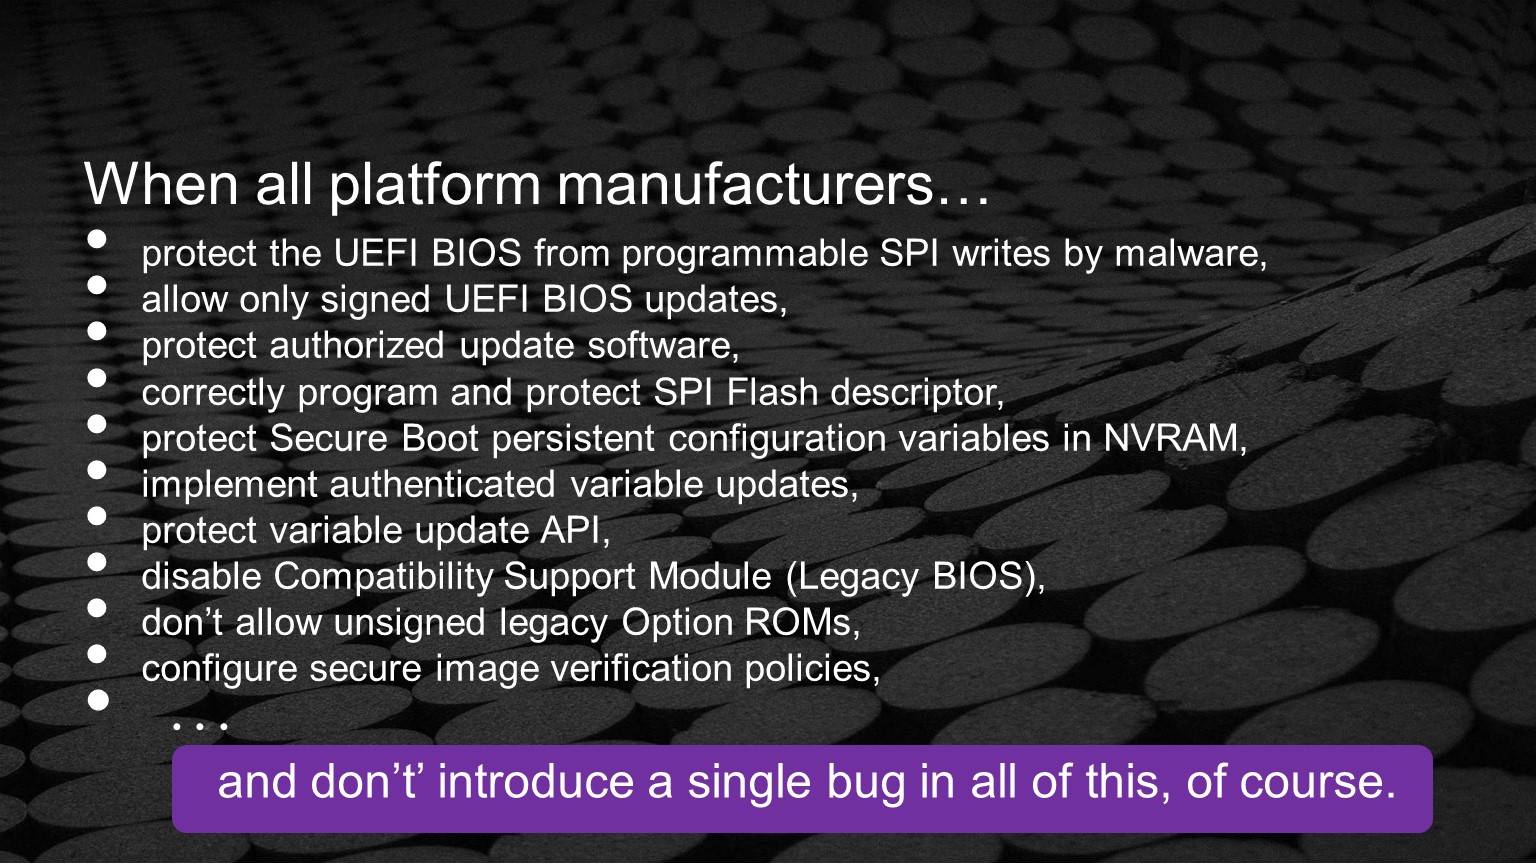 When all platform manufacturers…
• protect the UEFI BIOS from programmable SPI writes by malware,
• allow only signed UEFI BIOS updates,
• protect authorized update software,
• correctly program and protect SPI Flash descriptor,
• protect Secure Boot persistent configuration variables in NVRAM,
• implement authenticated variable updates,
• protect variable update API,
• disable Compatibility Support Module (Legacy BIOS),
• don’t allow unsigned legacy Option ROMs,
• configure secure image verification policies,
• …
and don’t’ introduce a single bug in all of this, of course.